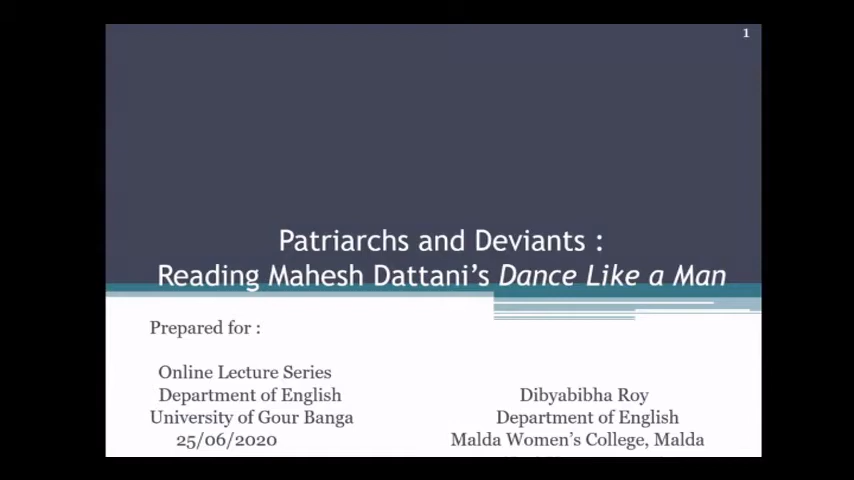 1
Patriarchs and Deviants :
Reading Mahesh Dattani's Dance Like a Man
Prepared for :
Online Lecture Series
Department of English
University of Gour Banga
25/06/2020
Dibyabibha Roy
Department of English
Malda Women's College, Malda